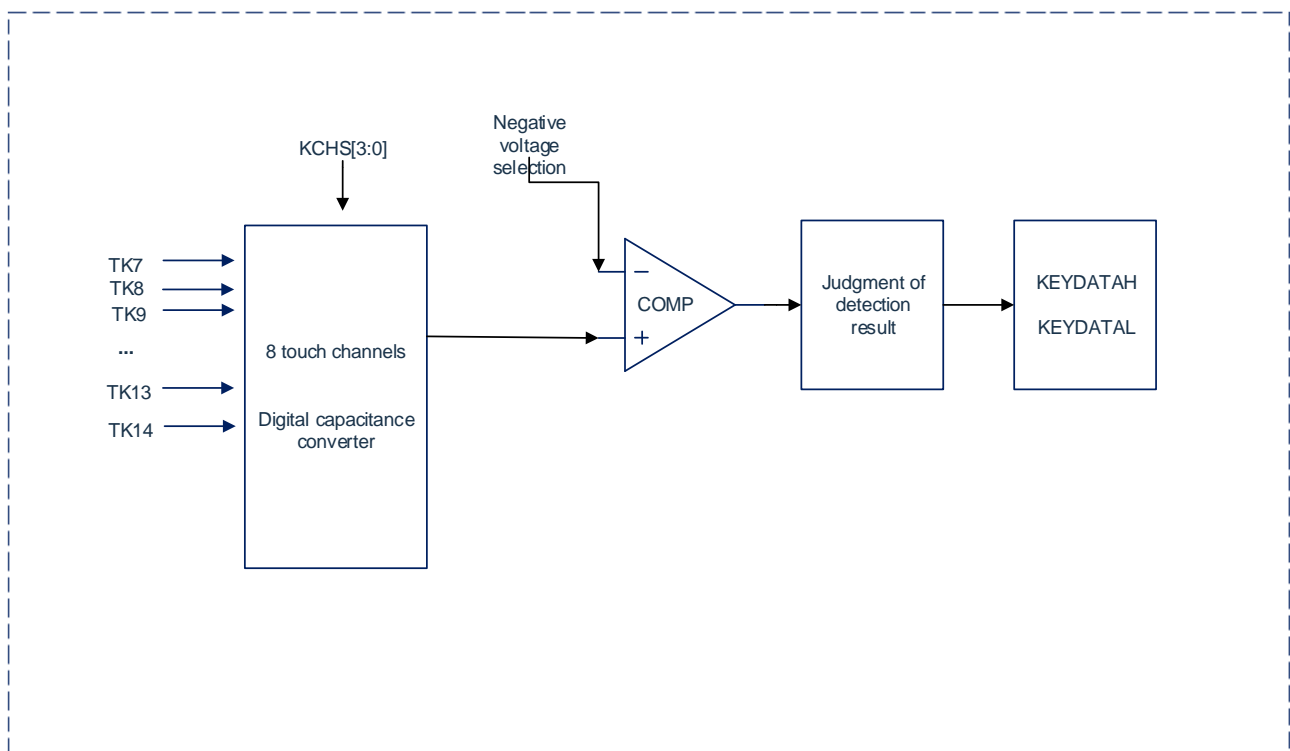 Negative
voltage
selection
KCHS[3:0]
TK7
TK8
TK9
...
TK13
TK14
8 touch channels
Digital capacitance
converter
−
COMP
+
Judgment of
detection
result
KEYDATAH
KEYDATAL